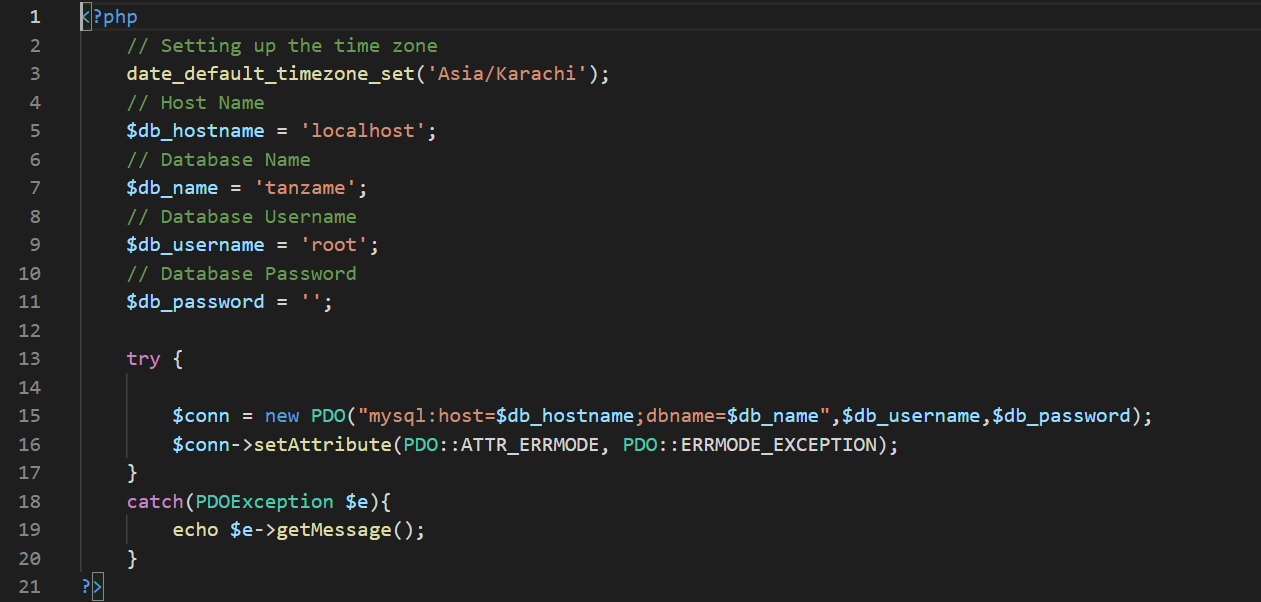 1 <?php
2 // Setting up the time zone
3 date_default_timezone_set('Asia/Karachi');
4 // Host Name
5 $db_hostname = 'localhost';
6 // Database Name
7 $db_name = 'tanzame';
8 // Database Username
9 $db_username = 'root';
10 // Database Password
11 $db_password = '';
12
13 try {
14
15 $conn = new PDO("mysql:host=$db_hostname;dbname=$db_name",$db_username,$db_password);
16 $conn->setAttribute(PDO::ATTR_ERRMODE, PDO::ERRMODE_EXCEPTION);
17 }
18 catch(PDOException $e){
19 echo $e->getMessage();
20 }
21 ?>